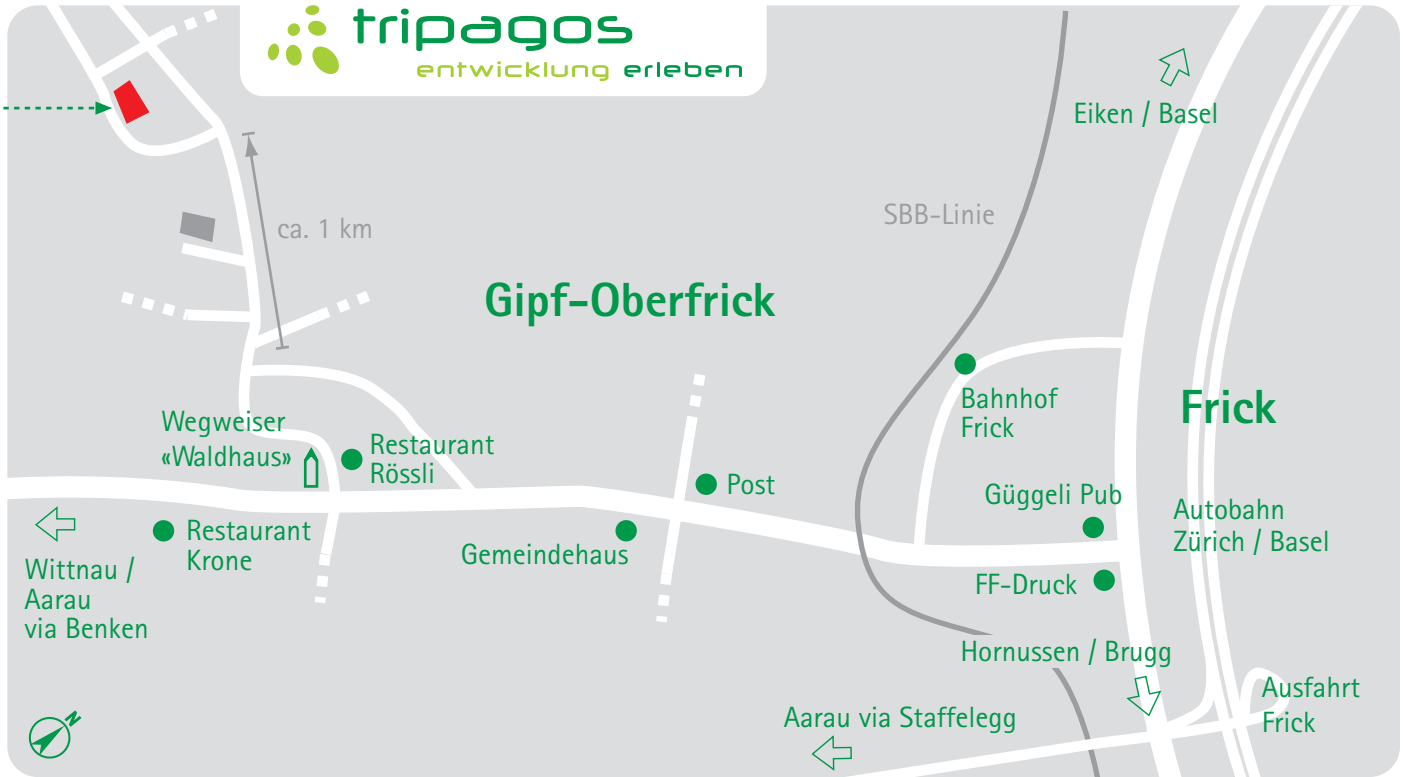 tripagos
entwicklung erleben
Eiken / Basel
SBB-Linie
ca. 1 km
Gipf-Oberfrick
Bahnhof
Frick
Frick
Wegweiser
«Waldhaus»
Restaurant
Rössli
Post
Güggeli Pub
Autobahn
Zürich / Basel
Restaurant
Krone
Gemeindehaus
Wittnau /
Aarau
via Benken
FF-Druck
Hornussen / Brugg
Ausfahrt
Frick
Aarau via Staffelegg
N